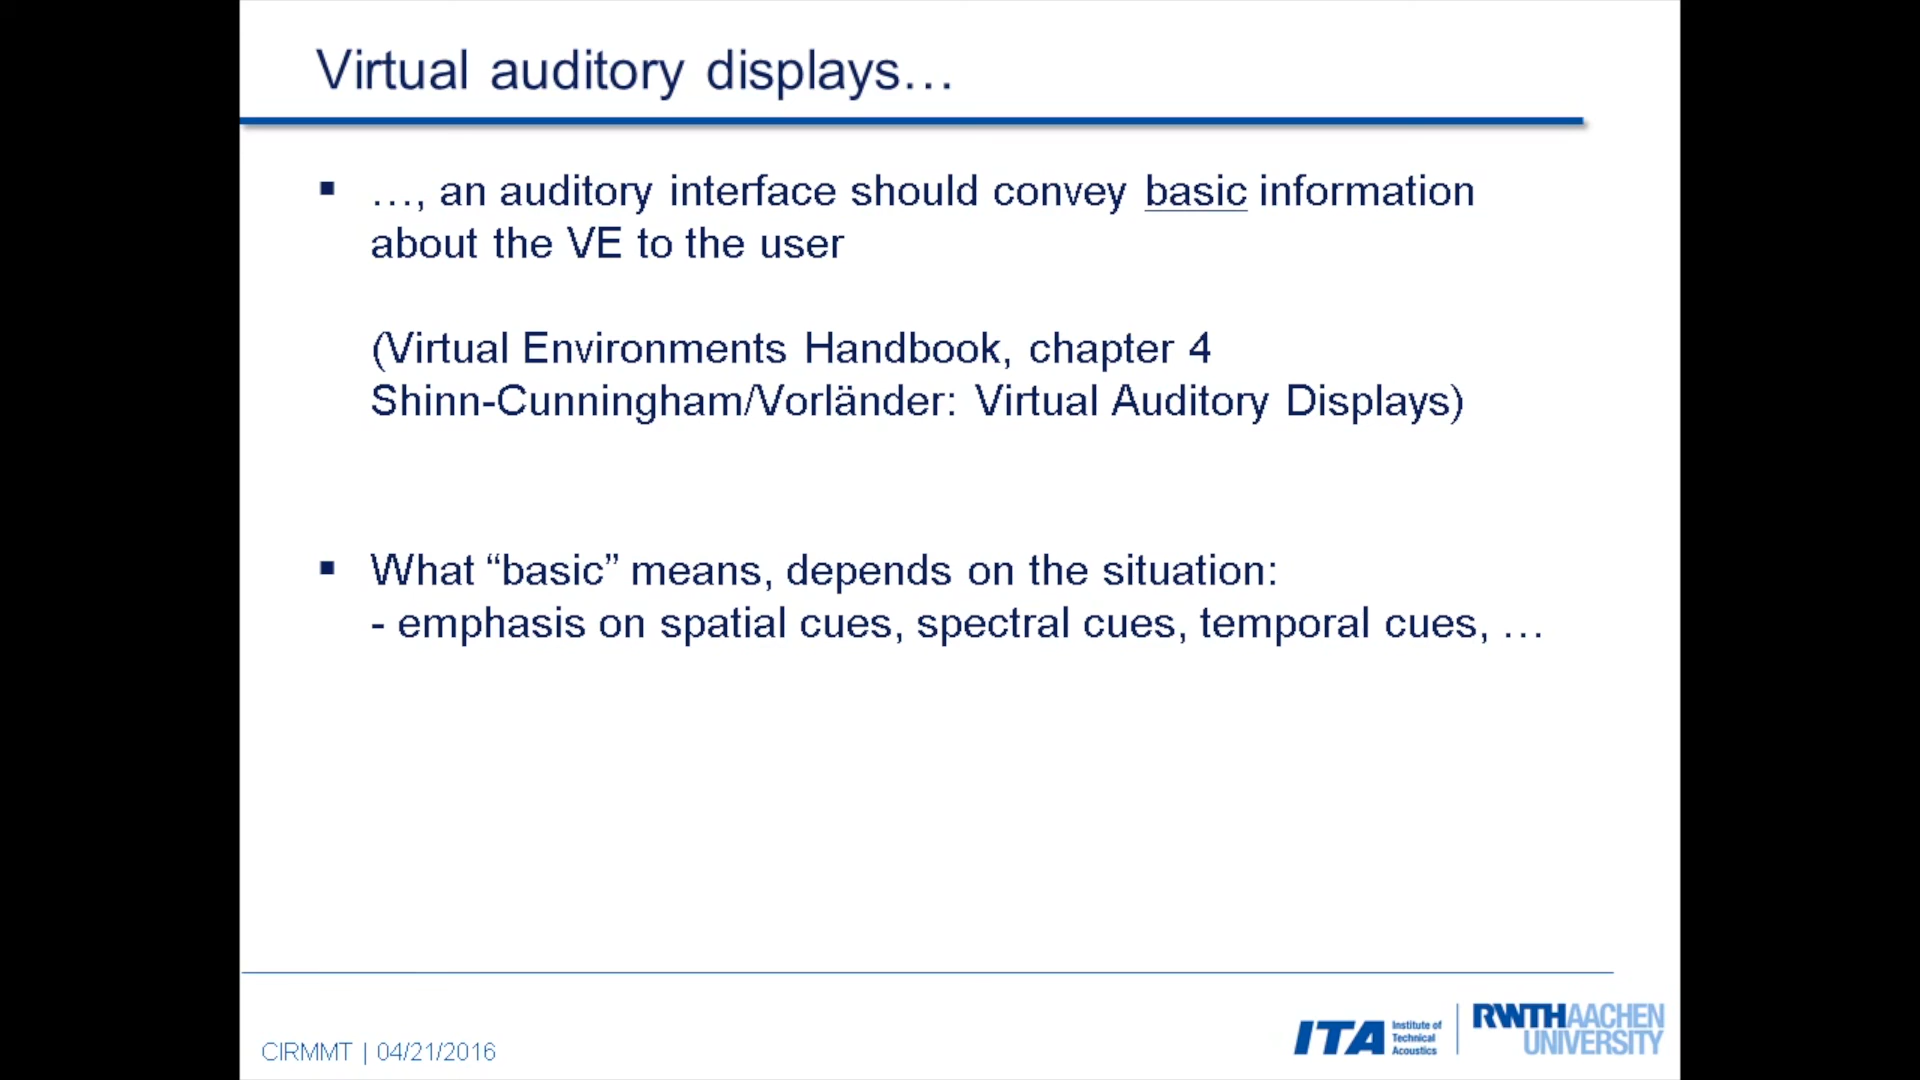 Virtual auditory displays…
▪ …, an auditory interface should convey basic information
about the VE to the user
(Virtual Environments Handbook, chapter 4
Shinn-Cunningham/Vorländer: Virtual Auditory Displays)
▪ What “basic” means, depends on the situation:
- emphasis on spatial cues, spectral cues, temporal cues, …
CIRMMT | 04/21/2016
ITA
Institute of
Technical
Acoustics
RWTHAACHEN
UNIVERSITY